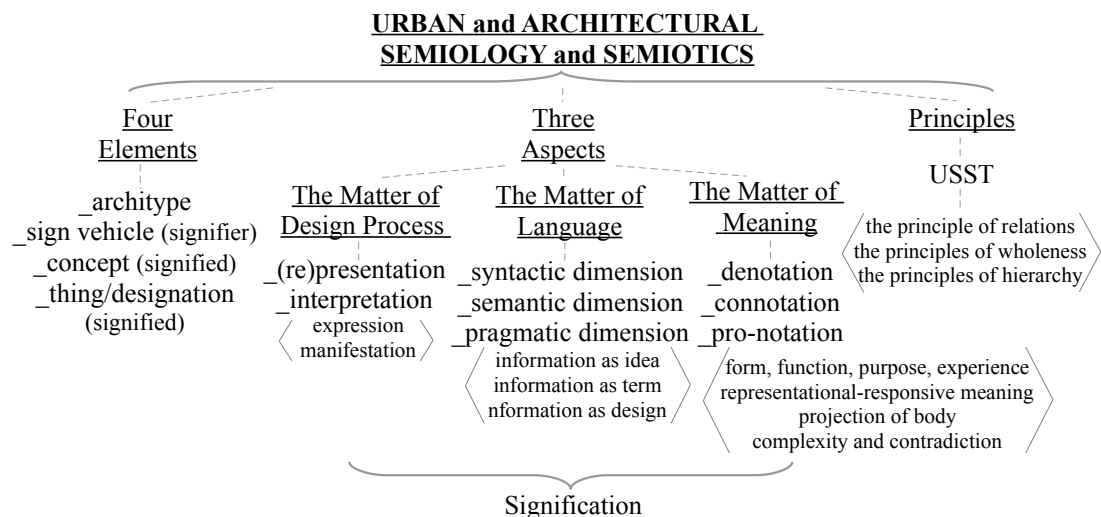 URBAN and ARCHITECTURAL
SEMIOLOGY and SEMIOTICS
Four
Elements
_architype
_sign vehicle (signifier)
_concept (signified)
_thing/designation
(signified)
Three
Aspects
The Matter of
Design Process
_(re)presentation
_interpretation
expression
manifestation
The Matter of
Language
_syntactic dimension
_semantic dimension
_pragmatic dimension
information as idea
information as term
nformation as design
The Matter of
Meaning
_denotation
_connotation
_pro-notation
form, function, purpose, experience
representational-responsive meaning
projection of body
complexity and contradiction
Principles
USST
the principle of relations
the principles of wholeness
the principles of hierarchy
Signification